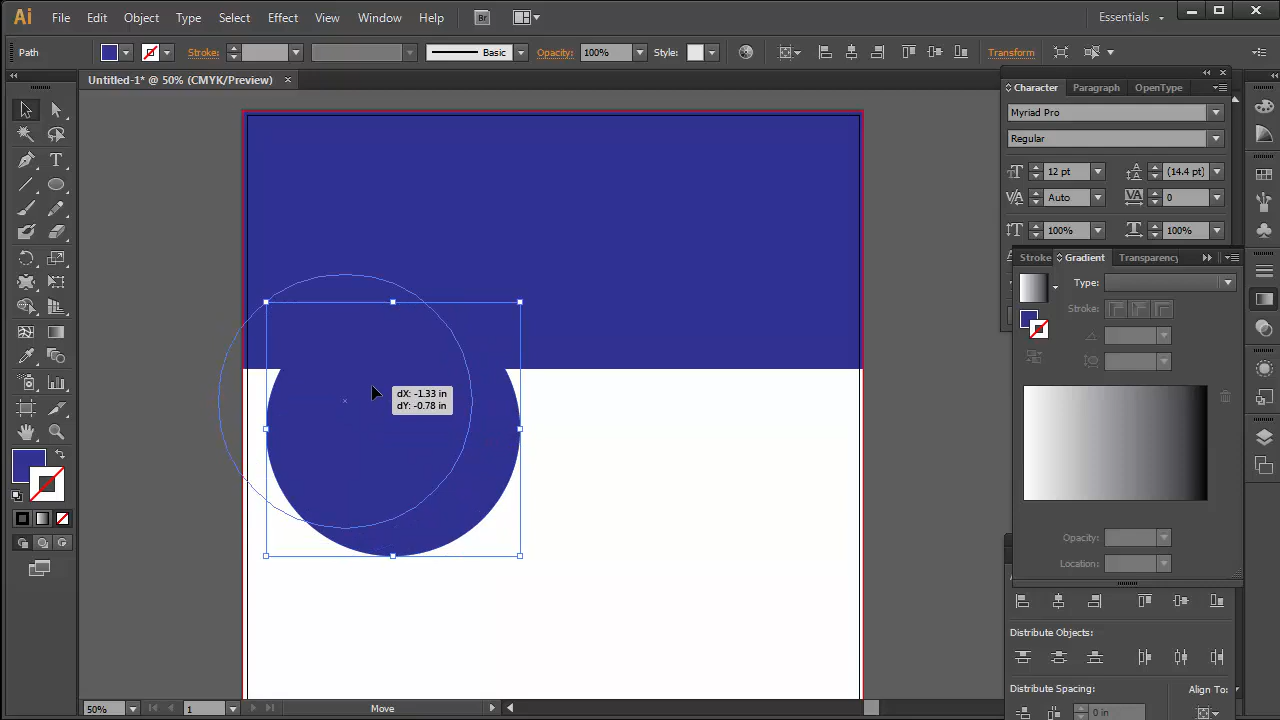 Ai File Edit Object Type Select Effect View Window Help Br Essentials
Path Stroke: Basic Opacity: 100% Style: Transform
Untitled-1* @ 50% (CMYK/Preview)
Character Paragraph OpenType
Myriad Pro
Regular
12 pt (14.4 pt)
Auto 0
100% 100%
Stroke Gradient Transparency
Type:
Stroke:
dX: -1.33 in
dY: -0.78 in
Opacity:
Location:
Distribute Objects:
Distribute Spacing: Align To:
0 in
50% 1 Move